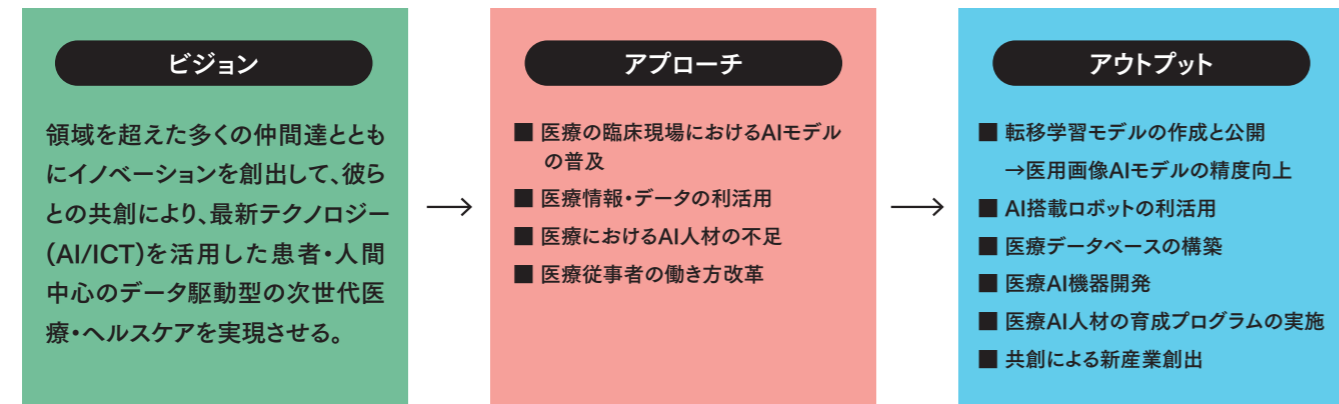 ビジョン
領域を超えた多くの仲間達ととも
にイノベーションを創出して、彼ら
との共創により、最新テクノロジー
(AI/ICT)を活用した患者・人間
中心のデータ駆動型の次世代医
療・ヘルスケアを実現させる。
→
アプローチ
■ 医療の臨床現場におけるAIモデル
の普及
■ 医療情報・データの利活用
■ 医療におけるAI人材の不足
■ 医療従事者の働き方改革
→
アウトプット
■ 転移学習モデルの作成と公開
→医用画像AIモデルの精度向上
■ AI搭載ロボットの利活用
■ 医療データベースの構築
■ 医療AI機器開発
■ 医療AI人材の育成プログラムの実施
■ 共創による新産業創出